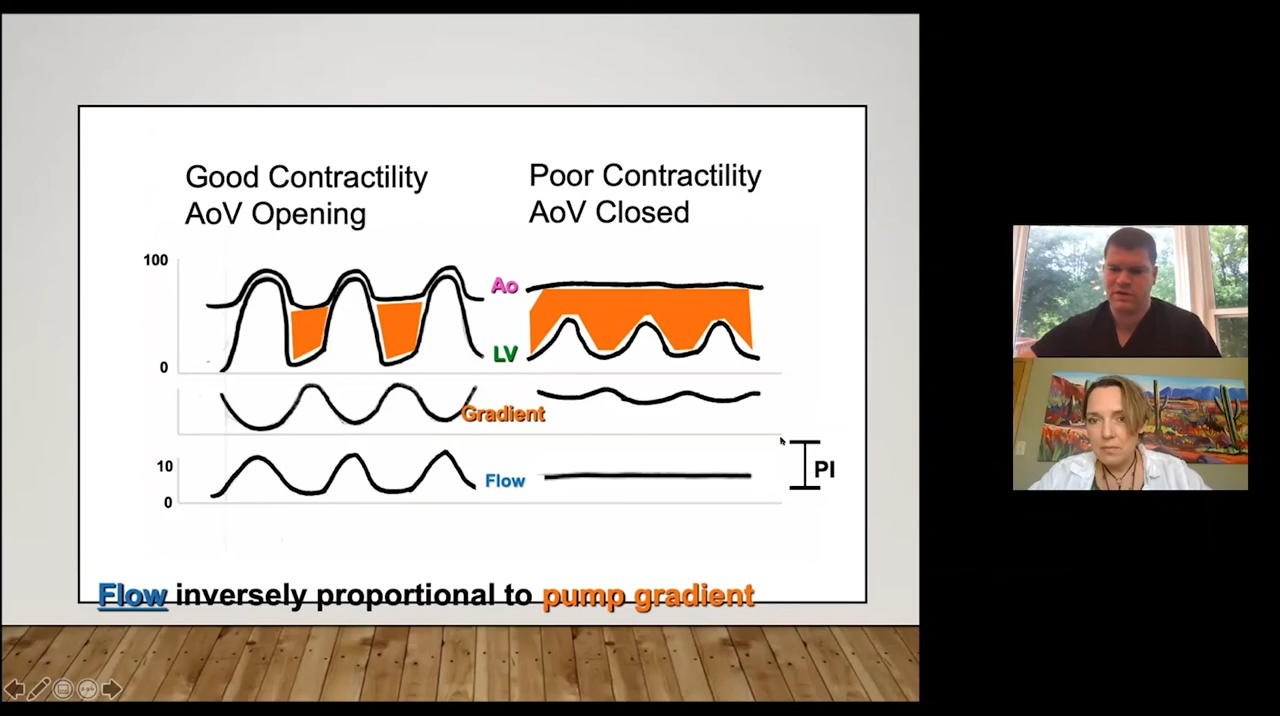 Good Contractility
AoV Opening
Poor Contractility
AoV Closed
100
Ao
LV
0
Gradient
10
Flow
0
PI
Flow inversely proportional to pump gradient